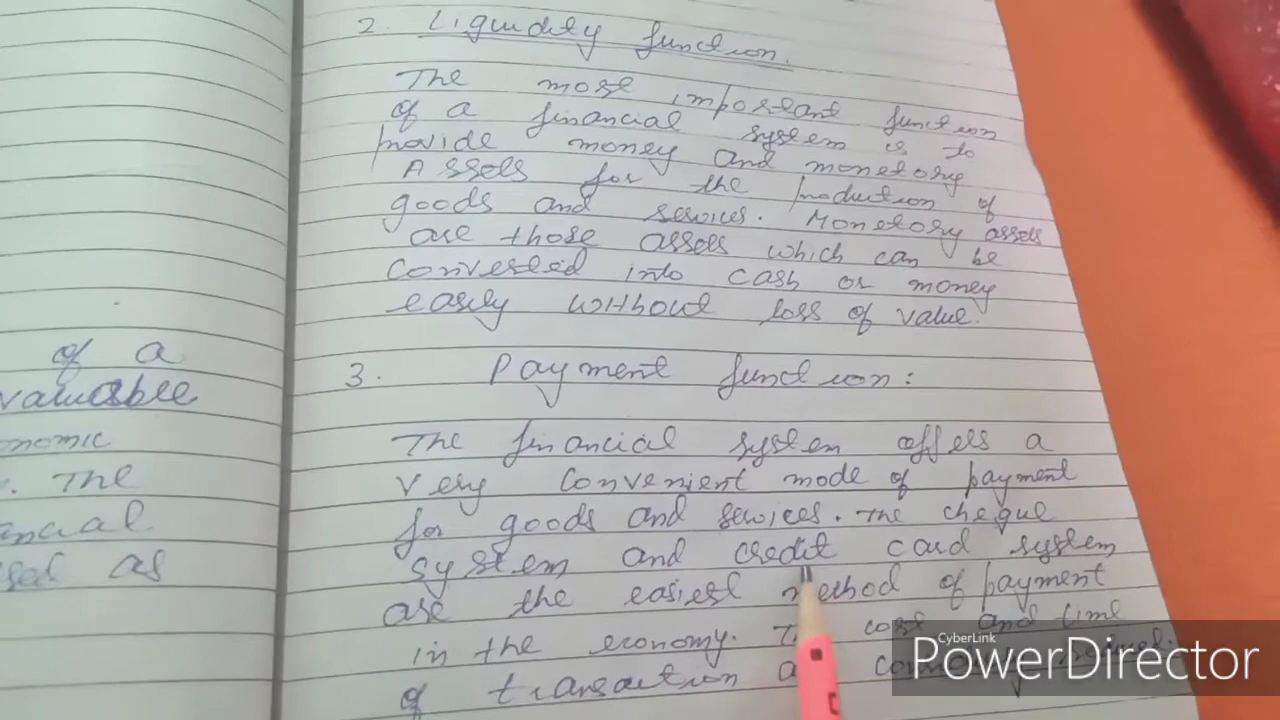 of a
valuable
nomic
. The
ancial
sed as
2. Liquidity function.
The most important function
of a financial system is to
Provide money and monetory
Assets for the production of
goods and services. Monetory assets
are those assets which can be
converted into cash or money
easily without loss of value.
3. Payment function:
The financial system offers a
very convenient mode of payment
for goods and services. The cheque
system and credit card system
are the easiest method of payment
in the economy. cost and time
of transaction
CyberLink
PowerDirector